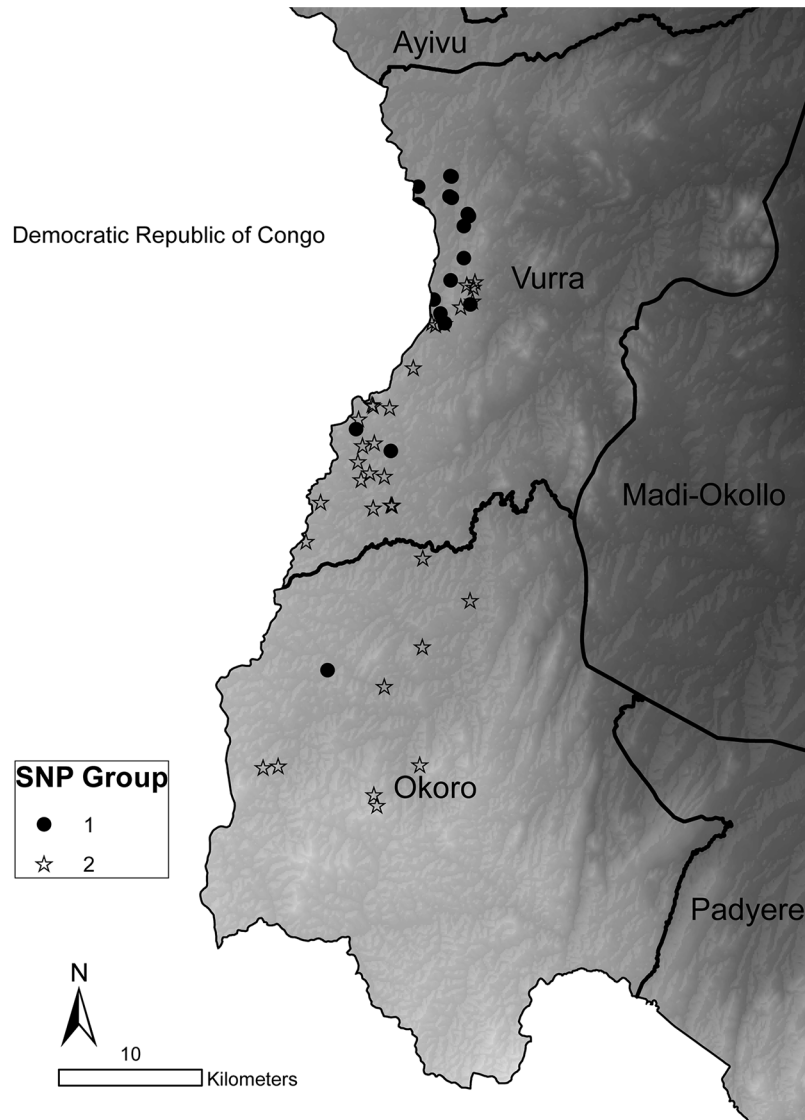 Ayivu
Democratic Republic of Congo
Vurra
Madi-Okollo
SNP Group
1
2
Okoro
Padyere
N
10
Kilometers